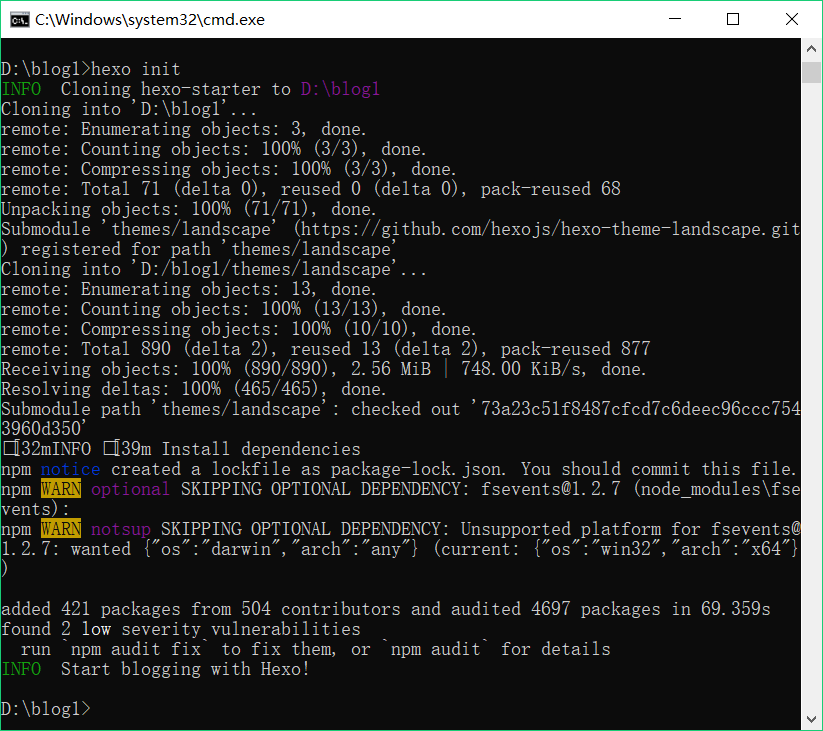 C:\Windows\system32\cmd.exe
D:\blog1>hexo init
INFO  Cloning hexo-starter to D:\blog1
Cloning into 'D:\blog1'...
remote: Enumerating objects: 3, done.
remote: Counting objects: 100% (3/3), done.
remote: Compressing objects: 100% (3/3), done.
remote: Total 71 (delta 0), reused 0 (delta 0), pack-reused 68
Unpacking objects: 100% (71/71), done.
Submodule 'themes/landscape' (https://github.com/hexojs/hexo-theme-landscape.git
) registered for path 'themes/landscape'
Cloning into 'D:/blog1/themes/landscape'...
remote: Enumerating objects: 13, done.
remote: Counting objects: 100% (13/13), done.
remote: Compressing objects: 100% (10/10), done.
remote: Total 890 (delta 2), reused 13 (delta 2), pack-reused 877
Receiving objects: 100% (890/890), 2.56 MiB | 748.00 KiB/s, done.
Resolving deltas: 100% (465/465), done.
Submodule path 'themes/landscape': checked out '73a23c51f8487cfcd7c6deec96ccc754
3960d350'
[32mINFO [39m Install dependencies
npm notice created a lockfile as package-lock.json. You should commit this file.
npm WARN optional SKIPPING OPTIONAL DEPENDENCY: fsevents@1.2.7 (node_modules\fse
vents):
npm WARN notsup SKIPPING OPTIONAL DEPENDENCY: Unsupported platform for fsevents@
1.2.7: wanted {"os":"darwin","arch":"any"} (current: {"os":"win32","arch":"x64"}
)
added 421 packages from 504 contributors and audited 4697 packages in 69.359s
found 2 low severity vulnerabilities
  run `npm audit fix` to fix them, or `npm audit` for details
INFO  Start blogging with Hexo!
D:\blog1>